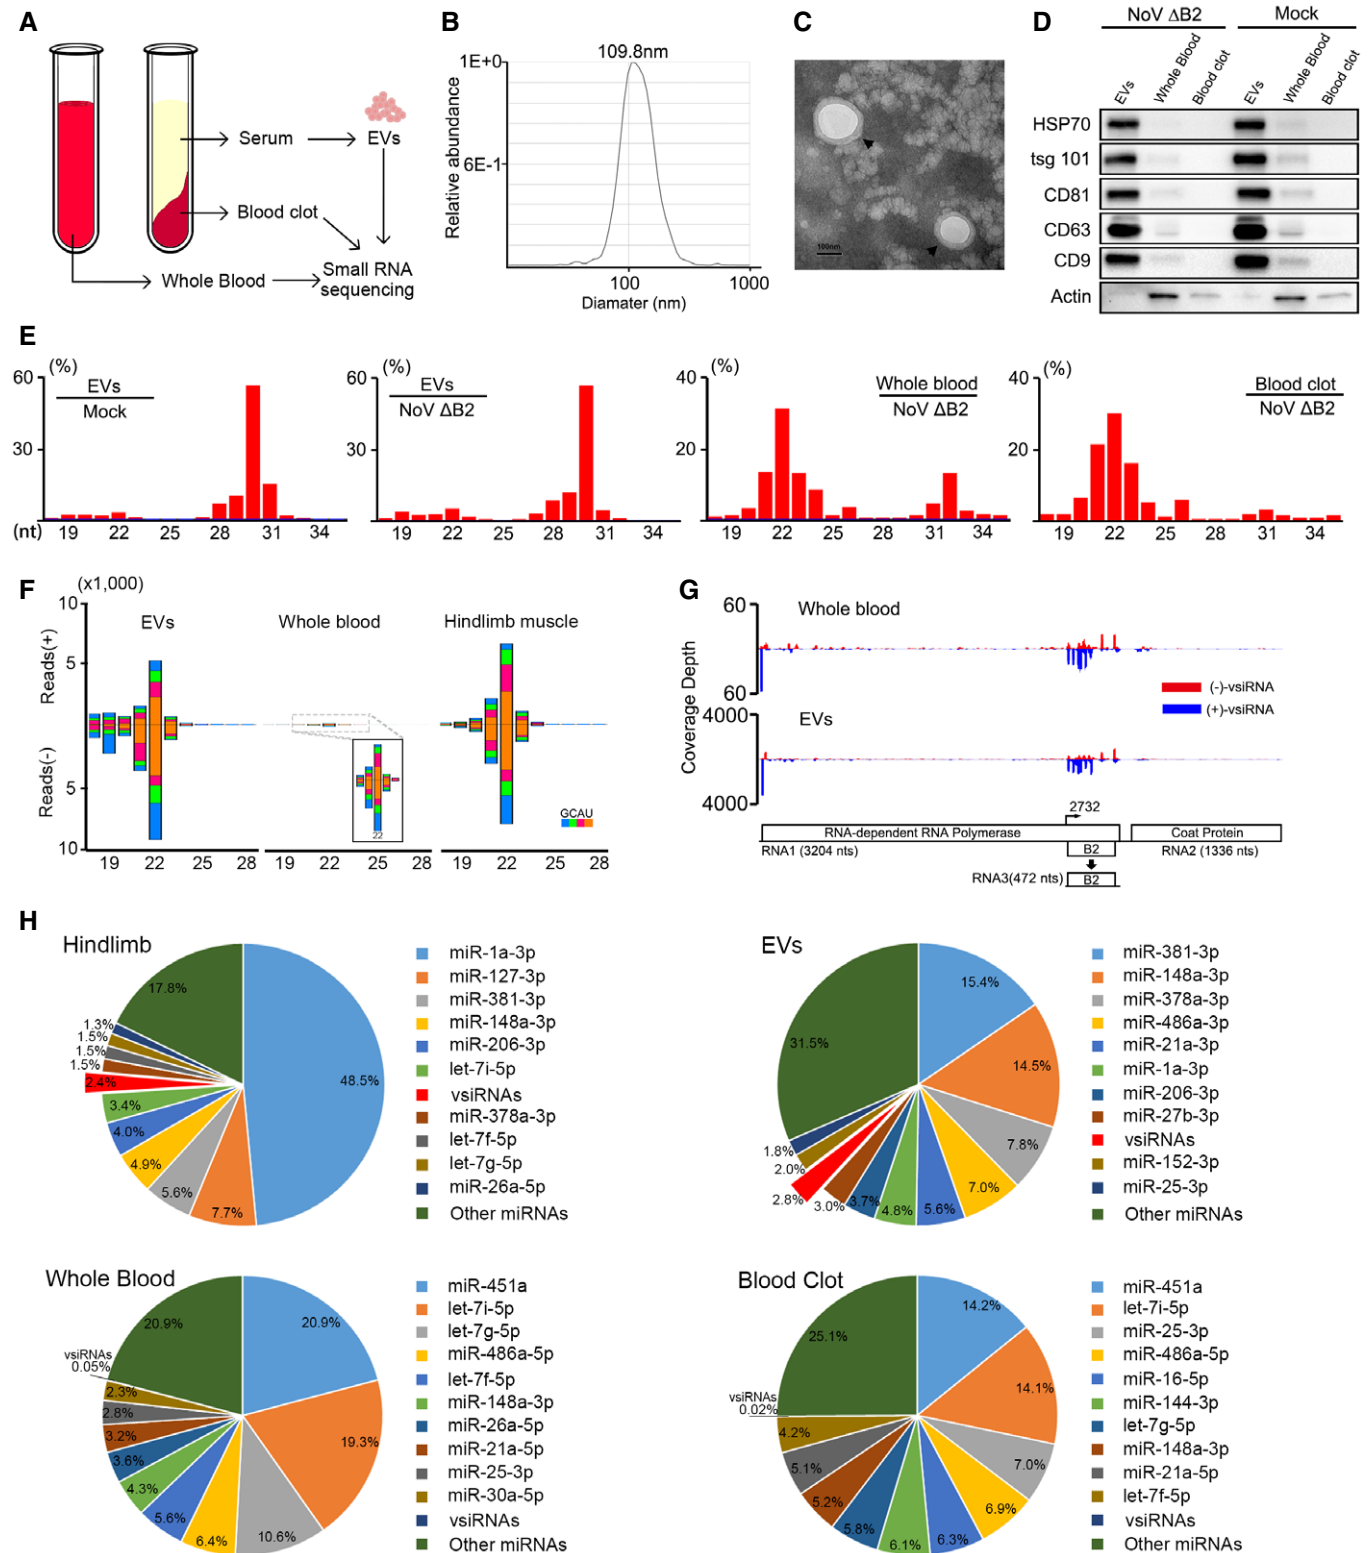 A
Serum
EVs
Blood clot
Whole Blood
Small RNA
sequencing
B
109.8nm
1E+0
6E-1
Relative abundance
100
1000
Diamater (nm)
C
100nm
D
NoV ΔB2
Mock
EVs
Whole Blood
Blood clot
EVs
Whole Blood
Blood clot
HSP70
tsg 101
CD81
CD63
CD9
Actin
E
(%)
60
30
EVs
Mock
(nt)
19
22
25
28
31
34
(%)
60
30
EVs
NoV ΔB2
19
22
25
28
31
34
(%)
40
20
Whole blood
NoV ΔB2
19
22
25
28
31
34
(%)
40
20
Blood clot
NoV ΔB2
19
22
25
28
31
34
F
(x1,000)
10
5
5
10
Reads(+)
Reads(-)
EVs
Whole blood
Hindlimb muscle
22
GCAU
19
22
25
28
19
22
25
28
19
22
25
28
G
Coverage Depth
60
60
Whole blood
(-)-vsiRNA
(+)-vsiRNA
4000
4000
EVs
2732
RNA-dependent RNA Polymerase
Coat Protein
RNA1 (3204 nts)
B2
RNA2 (1336 nts)
RNA3(472 nts)
B2
H
Hindlimb
17.8%
1.3%
1.5%
1.5%
1.5%
2.4%
3.4%
4.0%
4.9%
5.6%
7.7%
48.5%
miR-1a-3p
miR-127-3p
miR-381-3p
miR-148a-3p
miR-206-3p
let-7i-5p
vsiRNAs
miR-378a-3p
let-7f-5p
let-7g-5p
miR-26a-5p
Other miRNAs
EVs
31.5%
1.8%
2.0%
2.8%
3.0%
3.7%
4.8%
5.6%
7.0%
7.8%
14.5%
15.4%
miR-381-3p
miR-148a-3p
miR-378a-3p
miR-486a-3p
miR-21a-3p
miR-1a-3p
miR-206-3p
miR-27b-3p
vsiRNAs
miR-152-3p
miR-25-3p
Other miRNAs
Whole Blood
20.9%
vsiRNAs
0.05%
2.3%
2.8%
3.2%
3.6%
4.3%
5.6%
6.4%
10.6%
19.3%
20.9%
miR-451a
let-7i-5p
let-7g-5p
miR-486a-5p
let-7f-5p
miR-148a-3p
miR-26a-5p
miR-21a-5p
miR-25-3p
miR-30a-5p
vsiRNAs
Other miRNAs
Blood Clot
25.1%
vsiRNAs
0.02%
4.2%
5.1%
5.2%
5.8%
6.1%
6.3%
6.9%
7.0%
14.1%
14.2%
miR-451a
let-7i-5p
miR-25-3p
miR-486a-5p
miR-16-5p
miR-144-3p
let-7g-5p
miR-148a-3p
miR-21a-5p
let-7f-5p
vsiRNAs
Other miRNAs